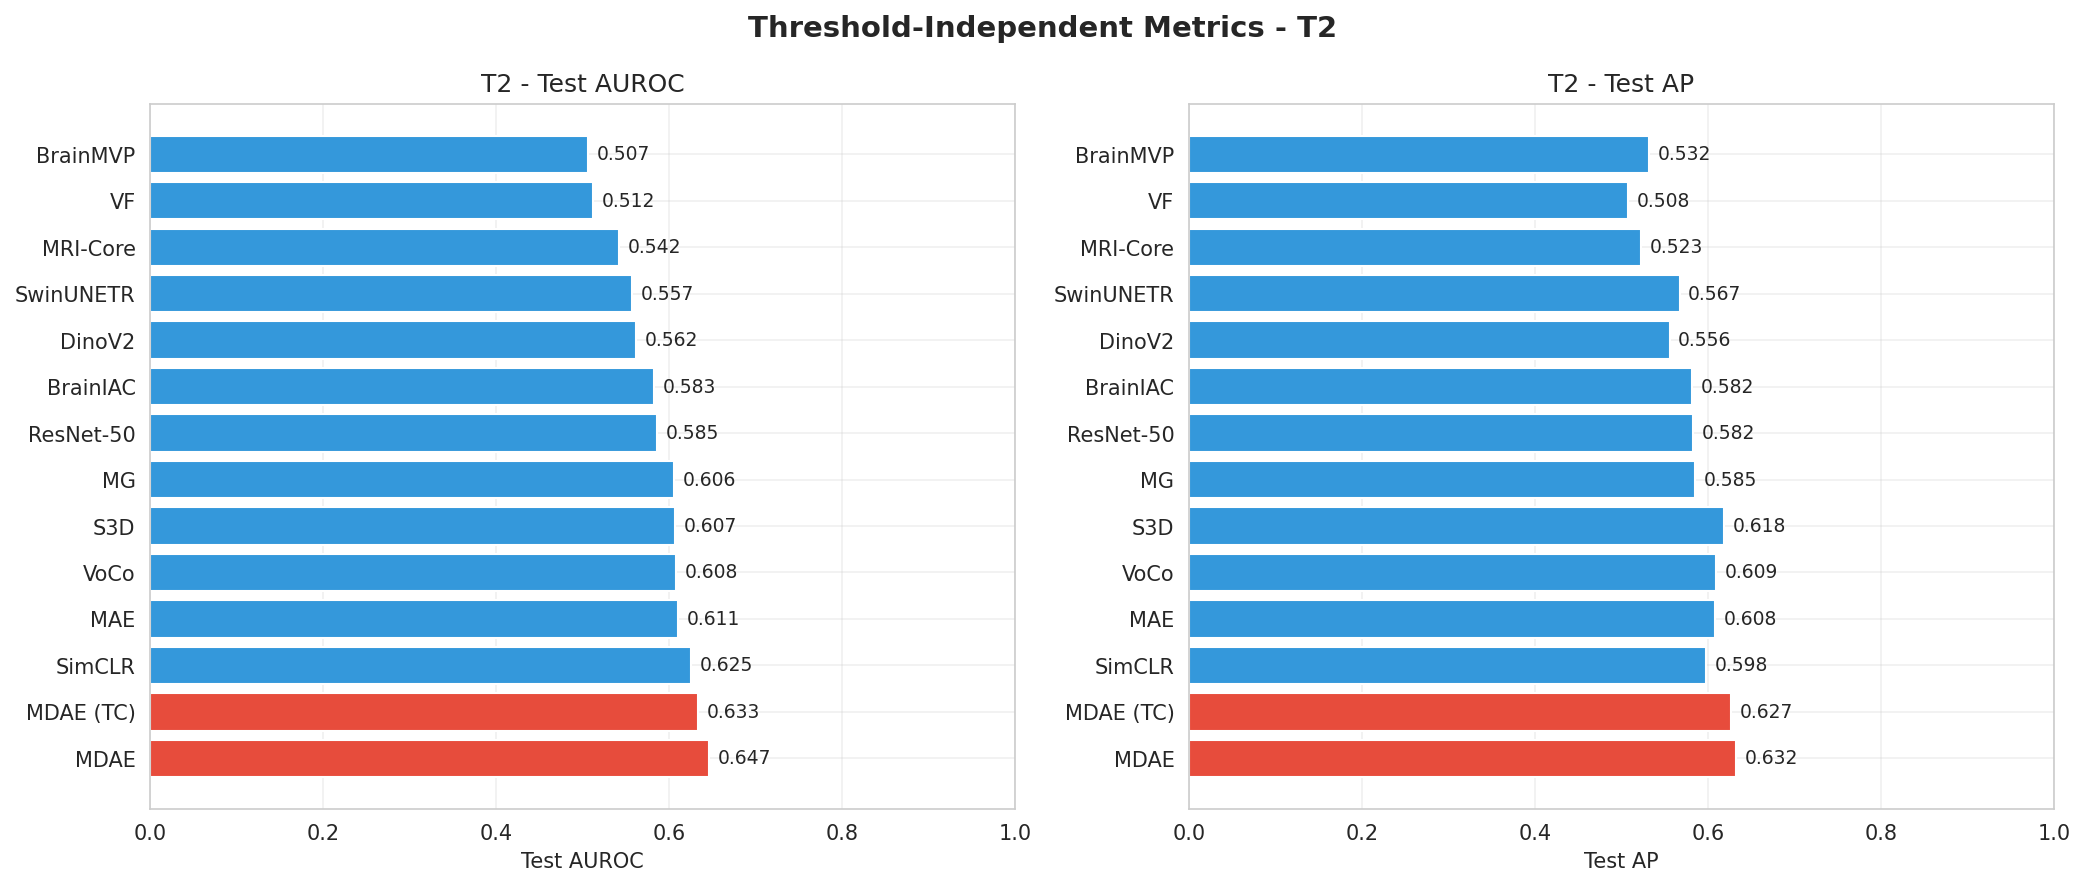 Threshold-Independent Metrics - T2
T2 - Test AUROC
BrainMVP 0.507
VF 0.512
MRI-Core 0.542
SwinUNETR 0.557
DinoV2 0.562
BrainIAC 0.583
ResNet-50 0.585
MG 0.606
S3D 0.607
VoCo 0.608
MAE 0.611
SimCLR 0.625
MDAE (TC) 0.633
MDAE 0.647
0.0 0.2 0.4 0.6 0.8 1.0
Test AUROC
T2 - Test AP
BrainMVP 0.532
VF 0.508
MRI-Core 0.523
SwinUNETR 0.567
DinoV2 0.556
BrainIAC 0.582
ResNet-50 0.582
MG 0.585
S3D 0.618
VoCo 0.609
MAE 0.608
SimCLR 0.598
MDAE (TC) 0.627
MDAE 0.632
0.0 0.2 0.4 0.6 0.8 1.0
Test AP